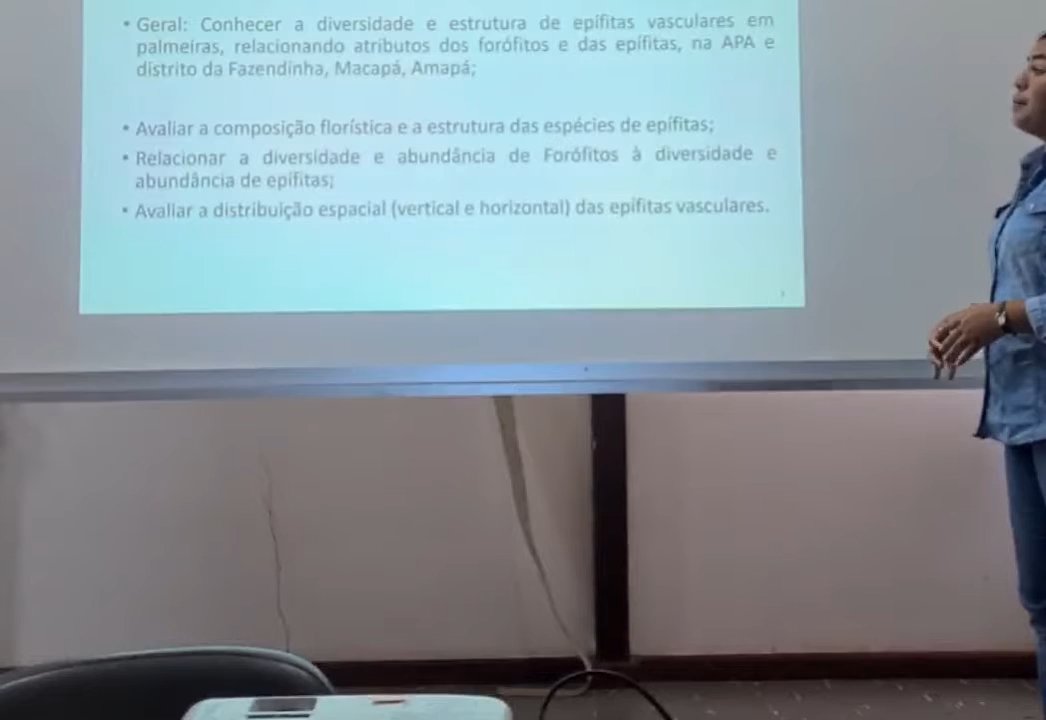 • Geral: Conhecer a diversidade e estrutura de epífitas vasculares em
palmeiras, relacionando atributos dos forófitos e das epífitas, na APA e
distrito da Fazendinha, Macapá, Amapá;
• Avaliar a composição florística e a estrutura das espécies de epífitas;
• Relacionar a diversidade e abundância de Forófitos à diversidade e
abundância de epífitas;
• Avaliar a distribuição espacial (vertical e horizontal) das epífitas vasculares.